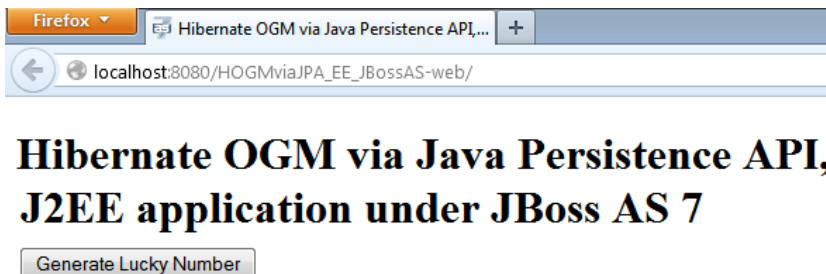 Firefox
Hibernate OGM via Java Persistence API,...
localhost:8080/HOGMviaJPA_EE_JBossAS-web/
Hibernate OGM via Java Persistence API,
J2EE application under JBoss AS 7
Generate Lucky Number